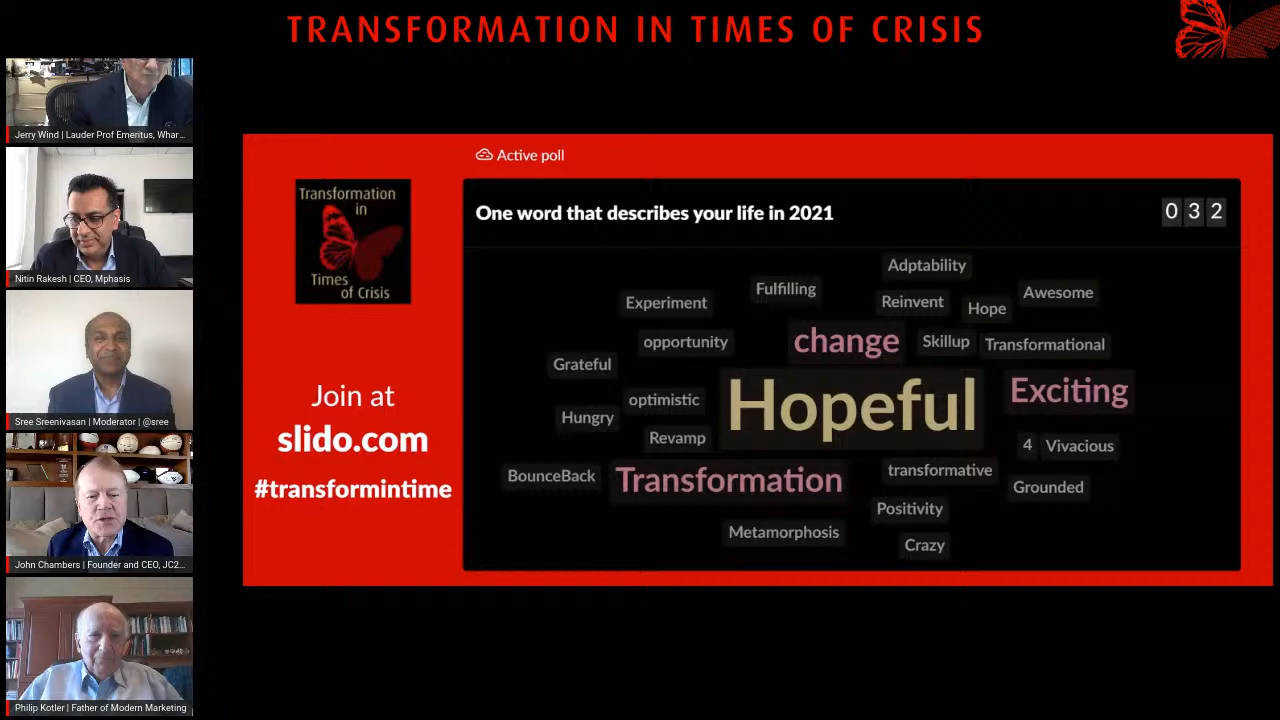 TRANSFORMATION IN TIMES OF CRISIS
Jerry Wind | Lauder Prof Emeritus, Whar...
Nitin Rakesh | CEO, Mphasis
Sree Sreenivasan | Moderator | @sree
John Chambers | Founder and CEO, JC2...
Philip Kotler | Father of Modern Marketing
Transformation
in
Times
of Crisis
Join at
slido.com
#transformintime
Active poll
One word that describes your life in 2021
032
Adptability
Fulfilling
Awesome
Experiment
Reinvent
Hope
opportunity
change
Skillup
Transformational
Grateful
optimistic
Hopeful
Exciting
Hungry
Revamp
4
Vivacious
BounceBack
Transformation
transformative
Grounded
Positivity
Metamorphosis
Crazy